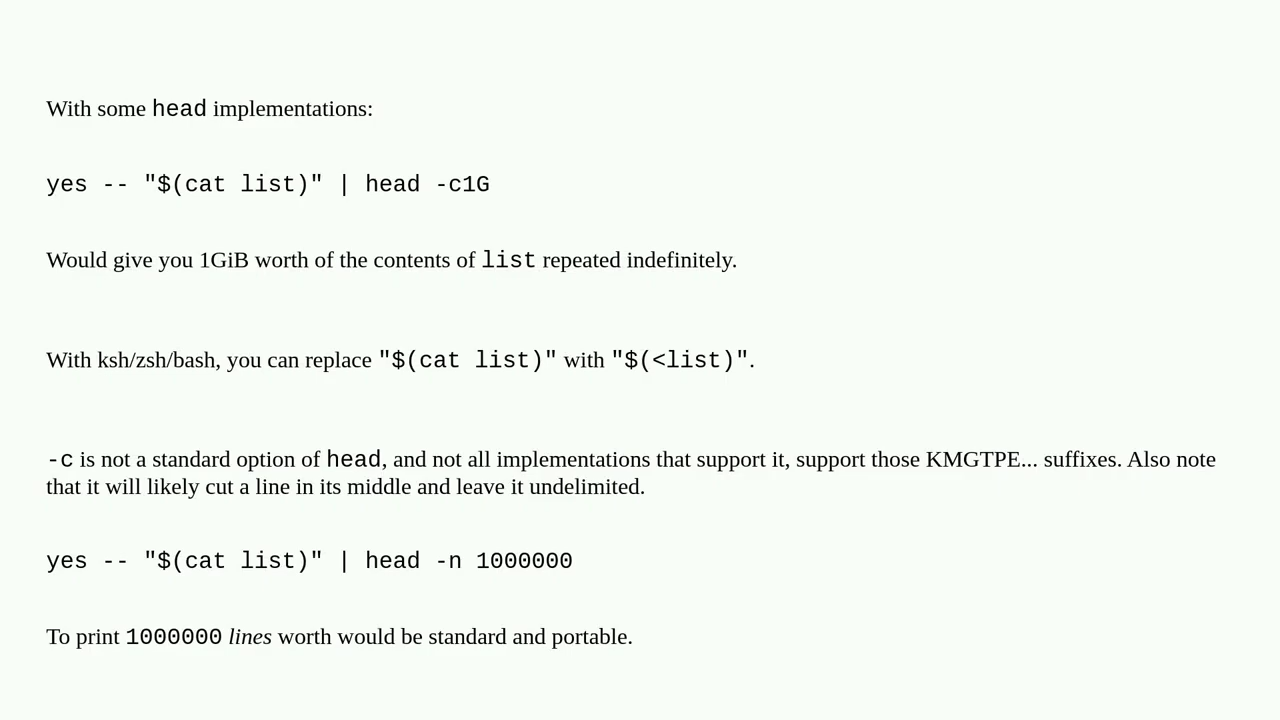 With some head implementations:
yes -- "$(cat list)" | head -c1G
Would give you 1GiB worth of the contents of list repeated indefinitely.
With ksh/zsh/bash, you can replace "$(cat list)" with "$(<list)".
-c is not a standard option of head, and not all implementations that support it, support those KMGTPE... suffixes. Also note
that it will likely cut a line in its middle and leave it undelimited.
yes -- "$(cat list)" | head -n 1000000
To print 1000000 lines worth would be standard and portable.